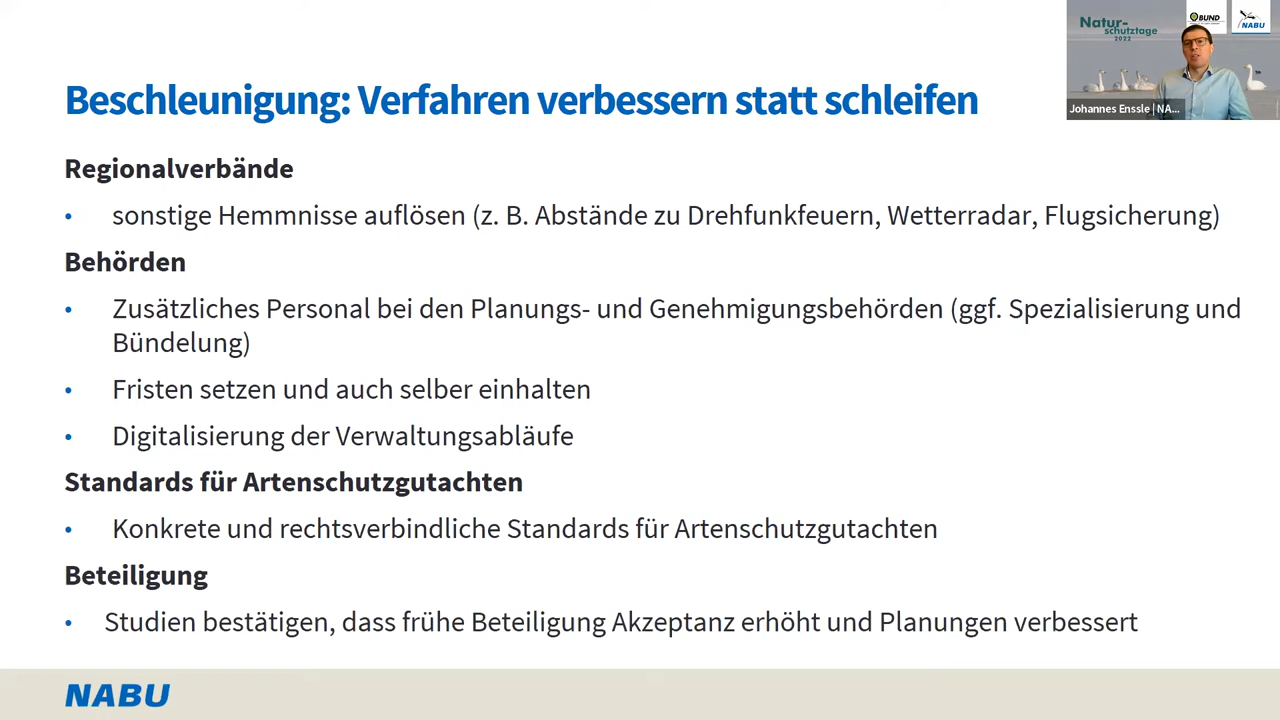 Natur-
schutztage
2022
BUND
NABU
Johannes Enssle | NA...
Beschleunigung: Verfahren verbessern statt schleifen
Regionalverbände
• sonstige Hemmnisse auflösen (z. B. Abstände zu Drehfunkfeuern, Wetterradar, Flugsicherung)
Behörden
• Zusätzliches Personal bei den Planungs- und Genehmigungsbehörden (ggf. Spezialisierung und
Bündelung)
• Fristen setzen und auch selber einhalten
• Digitalisierung der Verwaltungsabläufe
Standards für Artenschutzgutachten
• Konkrete und rechtsverbindliche Standards für Artenschutzgutachten
Beteiligung
• Studien bestätigen, dass frühe Beteiligung Akzeptanz erhöht und Planungen verbessert
NABU